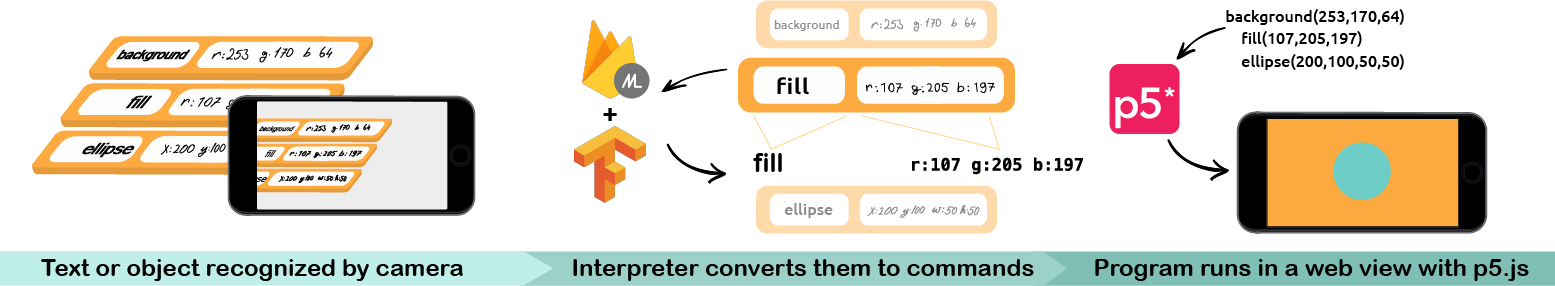 background r:253 g:170 b 64
fill r:107 g:205 b:197
ellipse X:200 y:100
background r:253 g:170 b 64
fill r:107 g:205 b:197
se X:200 y:100 w:50 h:50
Text or object recognized by camera
background r:253 g:170 b 64
ML
fill r:107 g:205 b:197
+
fill r:107 g:205 b:197
ellipse X:200 y:100 w:50 h:50
Interpreter converts them to commands
background(253,170,64)
fill(107,205,197)
ellipse(200,100,50,50)
p5*
Program runs in a web view with p5.js